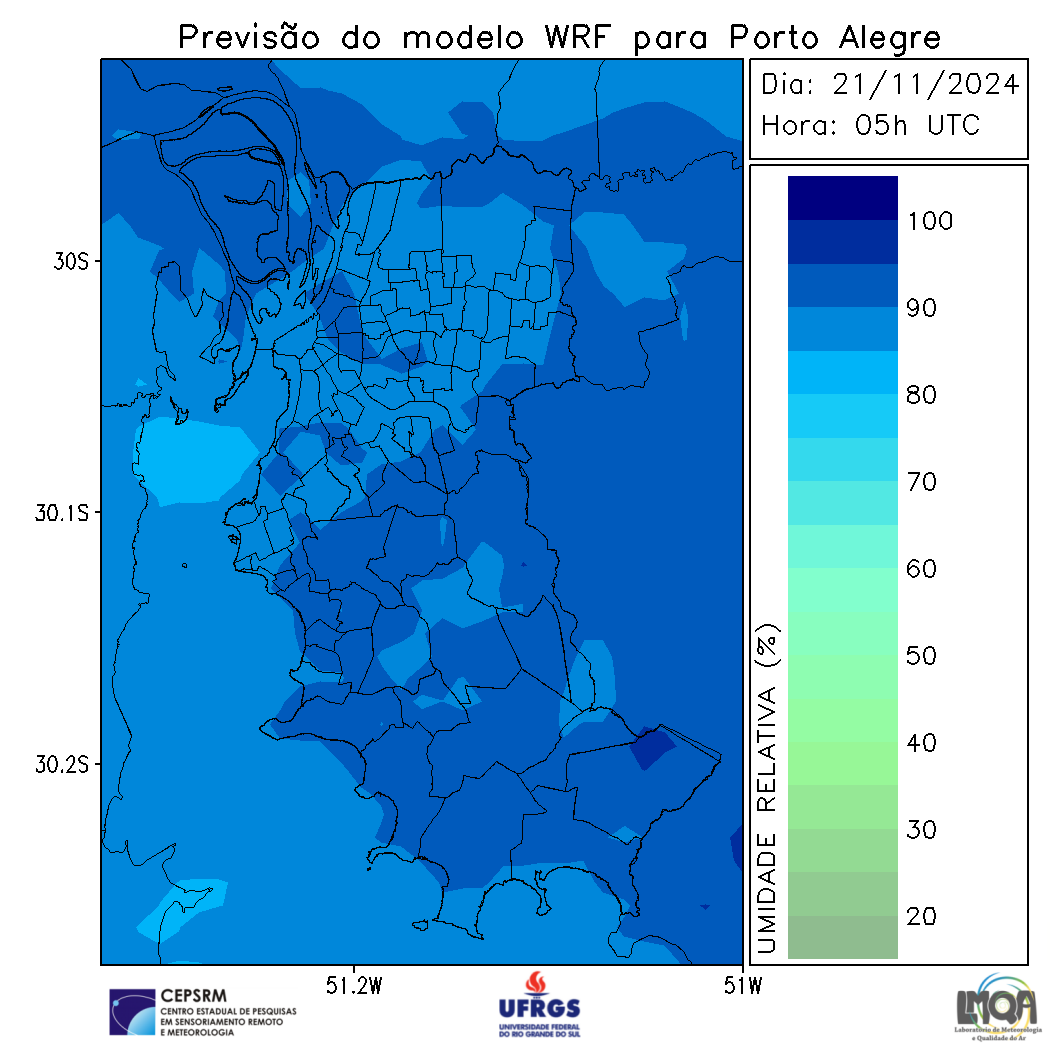 Previsão do modelo WRF para Porto Alegre
Dia: 21/11/2024
Hora: 05h UTC
30S
30.1S
30.2S
51.2W
51W
UMIDADE RELATIVA (%)
100
90
80
70
60
50
40
30
20
CEPSRM
CENTRO ESTADUAL DE PESQUISAS
EM SENSORIAMENTO REMOTO
E METEOROLOGIA
UFRGS
UNIVERSIDADE FEDERAL
DO RIO GRANDE DO SUL
LMQA
Laboratório de Meteorologia
e Qualidade do Ar